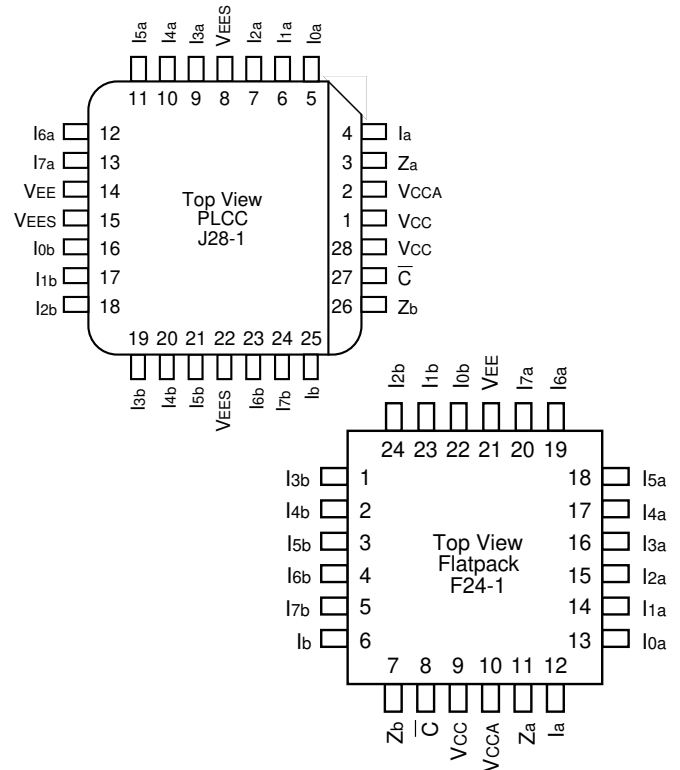 I5a I4a I3a VEES I2a I1a I0a
11 10 9 8 7 6 5
I6a 12 4 Ia
I7a 13 3 Za
VEE 14 2 VCCA
VEES 15 1 VCC
I0b 16 28 VCC
I1b 17 27 C̅
I2b 18 26 Zb
Top View
PLCC
J28-1
19 20 21 22 23 24 25
I3b I4b I5b VEES I6b I7b Ib
I2b I1b I0b VEE I7a I6a
24 23 22 21 20 19
I3b 1 18 I5a
I4b 2 17 I4a
I5b 3 16 I3a
I6b 4 15 I2a
I7b 5 14 I1a
Ib 6 13 I0a
Top View
Flatpack
F24-1
7 8 9 10 11 12
Zb C̅ VCC VCCA Za Ia